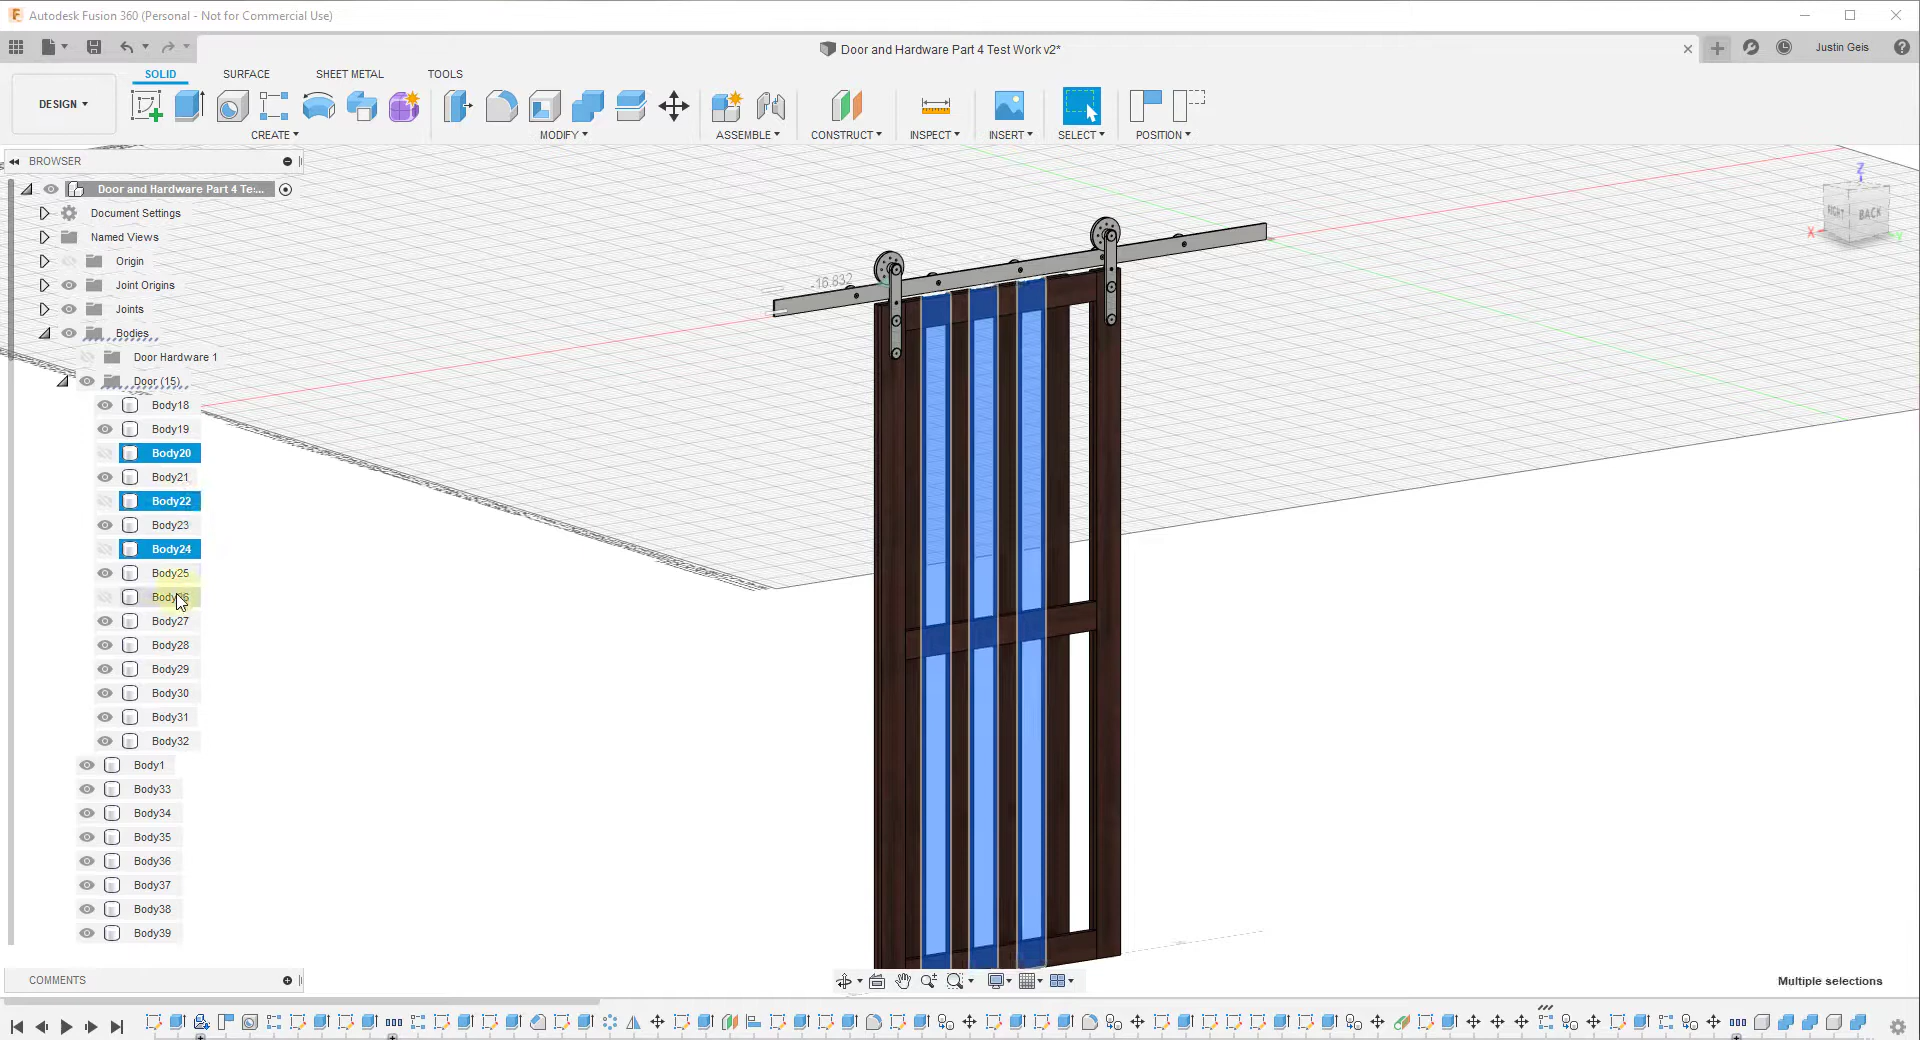 Autodesk Fusion 360 (Personal - Not for Commercial Use)
Door and Hardware Part 4 Test Work v2*
Justin Geis
DESIGN
SOLID
SURFACE
SHEET METAL
TOOLS
CREATE
MODIFY
ASSEMBLE
CONSTRUCT
INSPECT
INSERT
SELECT
POSITION
BROWSER
Door and Hardware Part 4 Te:...
Document Settings
Named Views
Origin
Joint Origins
Joints
Bodies
Door Hardware 1
Door (15)
Body18
Body19
Body20
Body21
Body22
Body23
Body24
Body25
Body26
Body27
Body28
Body29
Body30
Body31
Body32
Body1
Body33
Body34
Body35
Body36
Body37
Body38
Body39
-16.832
Z
RIGHT
BACK
X
Y
COMMENTS
Multiple selections